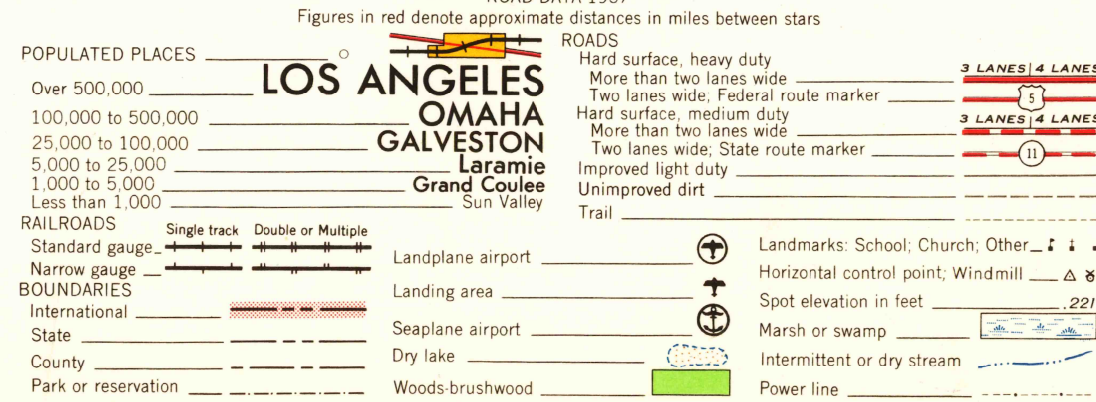 Figures in red denote approximate distances in miles between stars
POPULATED PLACES
Over 500,000 LOS ANGELES
100,000 to 500,000 OMAHA
25,000 to 100,000 GALVESTON
5,000 to 25,000 Laramie
1,000 to 5,000 Grand Coulee
Less than 1,000 Sun Valley
RAILROADS Single track Double or Multiple
Standard gauge
Narrow gauge
BOUNDARIES
International
State
County
Park or reservation
Landplane airport
Landing area
Seaplane airport
Dry lake
Woods-brushwood
ROADS
Hard surface, heavy duty
More than two lanes wide 3 LANES 4 LANES
Two lanes wide; Federal route marker 5
Hard surface, medium duty
More than two lanes wide 3 LANES 4 LANES
Two lanes wide; State route marker 11
Improved light duty
Unimproved dirt
Trail
Landmarks: School; Church; Other
Horizontal control point; Windmill
Spot elevation in feet 221
Marsh or swamp
Intermittent or dry stream
Power line